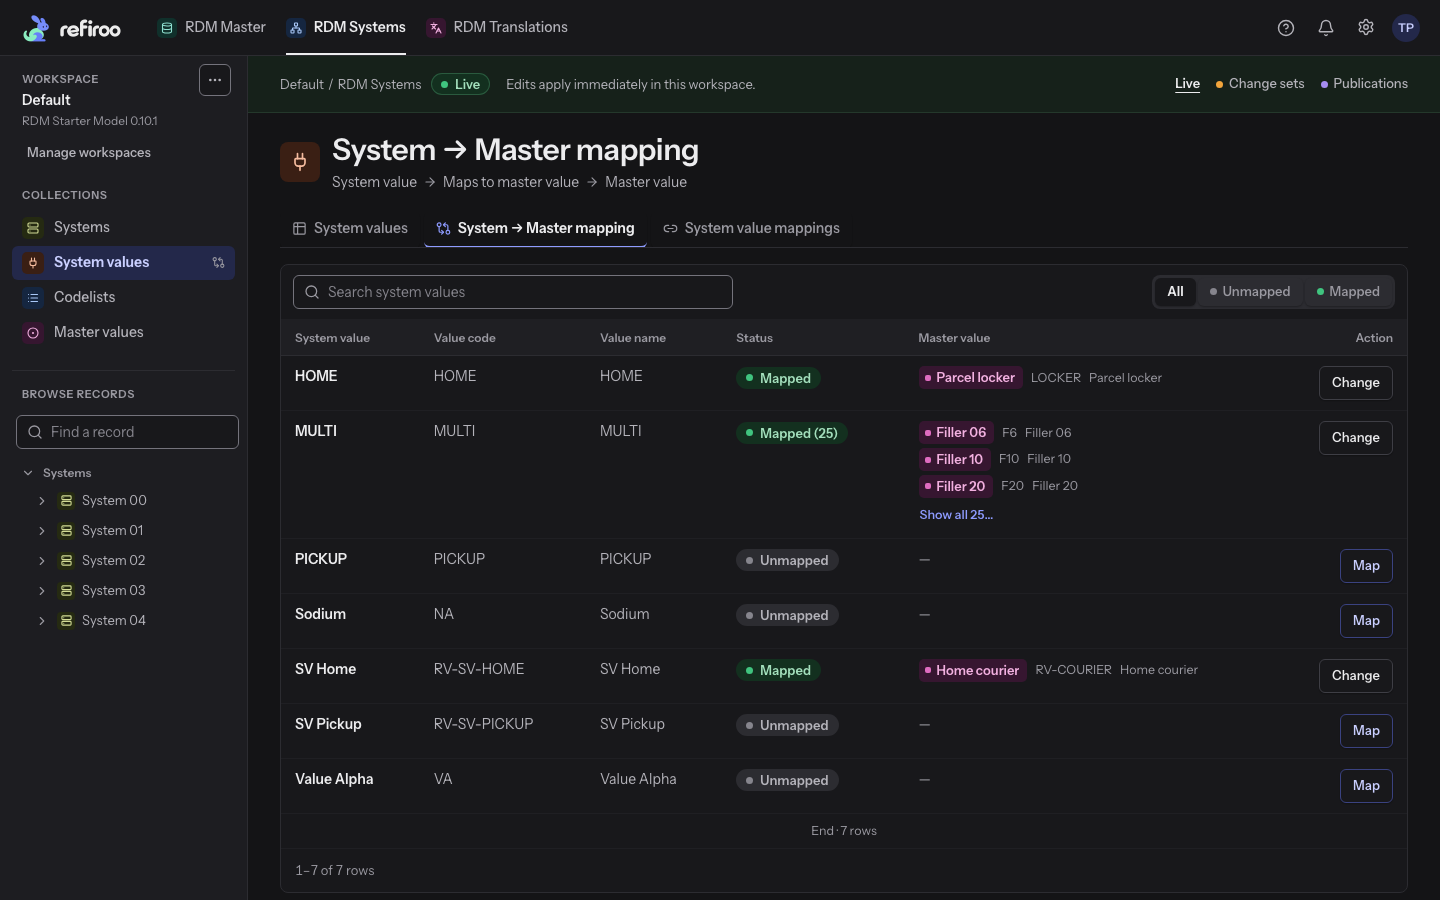 refiroo
RDM Master
RDM Systems
RDM Translations
TP
WORKSPACE
Default
RDM Starter Model 0.10.1
Manage workspaces
COLLECTIONS
Systems
System values
Codelists
Master values
BROWSE RECORDS
Find a record
Systems
System 00
System 01
System 02
System 03
System 04
Default / RDM Systems Live Edits apply immediately in this workspace.
Live Change sets Publications
System → Master mapping
System value → Maps to master value → Master value
System values System → Master mapping System value mappings
Search system values
All Unmapped Mapped
System value Value code Value name Status Master value Action
HOME HOME HOME Mapped Parcel locker LOCKER Parcel locker Change
MULTI MULTI MULTI Mapped (25) Filler 06 F6 Filler 06 Change
Filler 10 F10 Filler 10
Filler 20 F20 Filler 20
Show all 25...
PICKUP PICKUP PICKUP Unmapped — Map
Sodium NA Sodium Unmapped — Map
SV Home RV-SV-HOME SV Home Mapped Home courier RV-COURIER Home courier Change
SV Pickup RV-SV-PICKUP SV Pickup Unmapped — Map
Value Alpha VA Value Alpha Unmapped — Map
End · 7 rows
1–7 of 7 rows